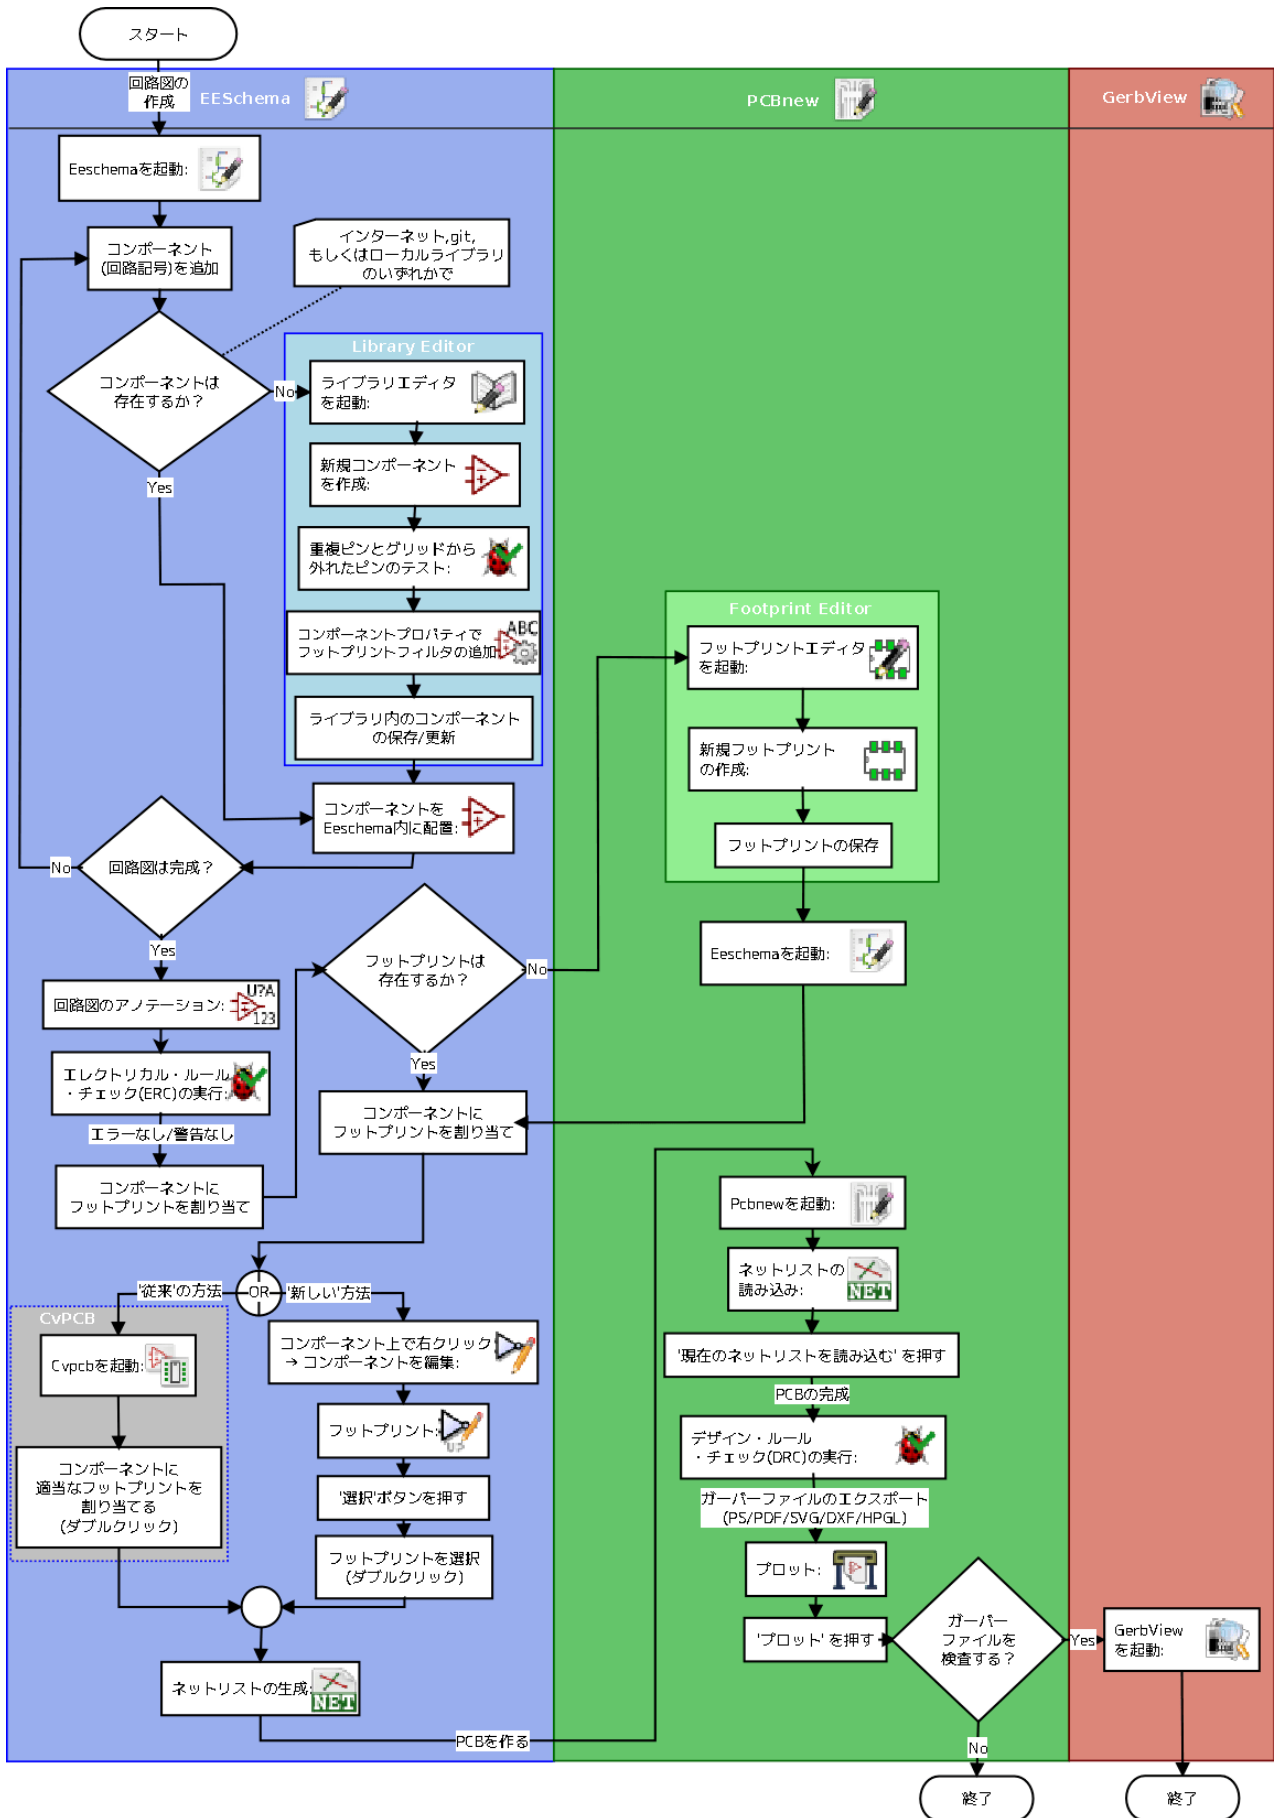 スタート
EESchema
PCBnew
GerbView
回路図の
作成
Eeschemaを起動:
コンポーネント
(回路記号)を追加
インターネット,git,
もしくはローカルライブラリ
のいずれかで
コンポーネントは
存在するか？
No
Yes
Library Editor
ライブラリエディタ
を起動:
新規コンポーネント
を作成:
重複ピンとグリッドから
外れたピンのテスト:
コンポーネントプロパティで
フットプリントフィルタの追加
ABC
ライブラリ内のコンポーネント
の保存/更新
コンポーネントを
Eeschema内に配置:
回路図は完成？
No
Yes
回路図のアノテーション:
U?A
123
エレクトリカル・ルール
・チェック(ERC)の実行:
エラーなし/警告なし
コンポーネントに
フットプリントを割り当て
フットプリントは
存在するか？
No
Yes
Footprint Editor
フットプリントエディタ
を起動:
新規フットプリント
の作成:
フットプリントの保存
Eeschemaを起動:
コンポーネントに
フットプリントを割り当て
OR
'従来'の方法
'新しい'方法
CvPCB
Cvpcbを起動:
コンポーネントに
適当なフットプリントを
割り当てる
(ダブルクリック)
コンポーネント上で右クリック
→ コンポーネントを編集:
フットプリント:
'選択'ボタンを押す
フットプリントを選択
(ダブルクリック)
ネットリストの生成:
NET
PCBを作る
Pcbnewを起動:
ネットリストの
読み込み:
NET
'現在のネットリストを読み込む' を押す
PCBの完成
デザイン・ルール
・チェック(DRC)の実行:
ガーバーファイルのエクスポート
(PS/PDF/SVG/DXF/HPGL)
プロット:
'プロット' を押す
ガーバー
ファイルを
検査する？
Yes
No
GerbView
を起動:
終了
終了